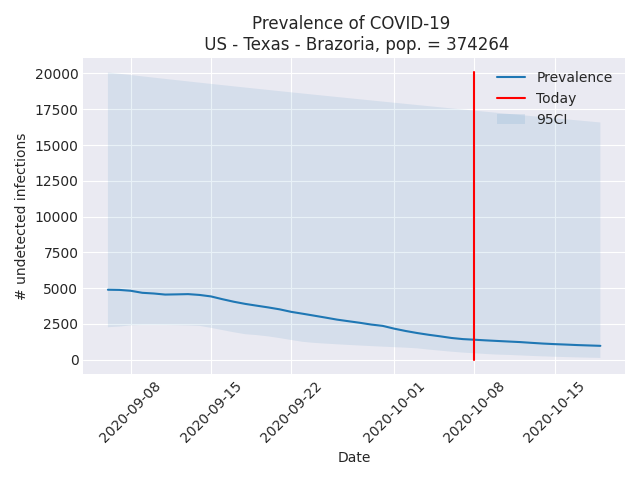 Prevalence of COVID-19
US - Texas - Brazoria, pop. = 374264
20000
17500
15000
12500
10000
7500
5000
2500
0
# undetected infections
Prevalence
Today
95CI
2020-09-08
2020-09-15
2020-09-22
2020-10-01
2020-10-08
2020-10-15
Date